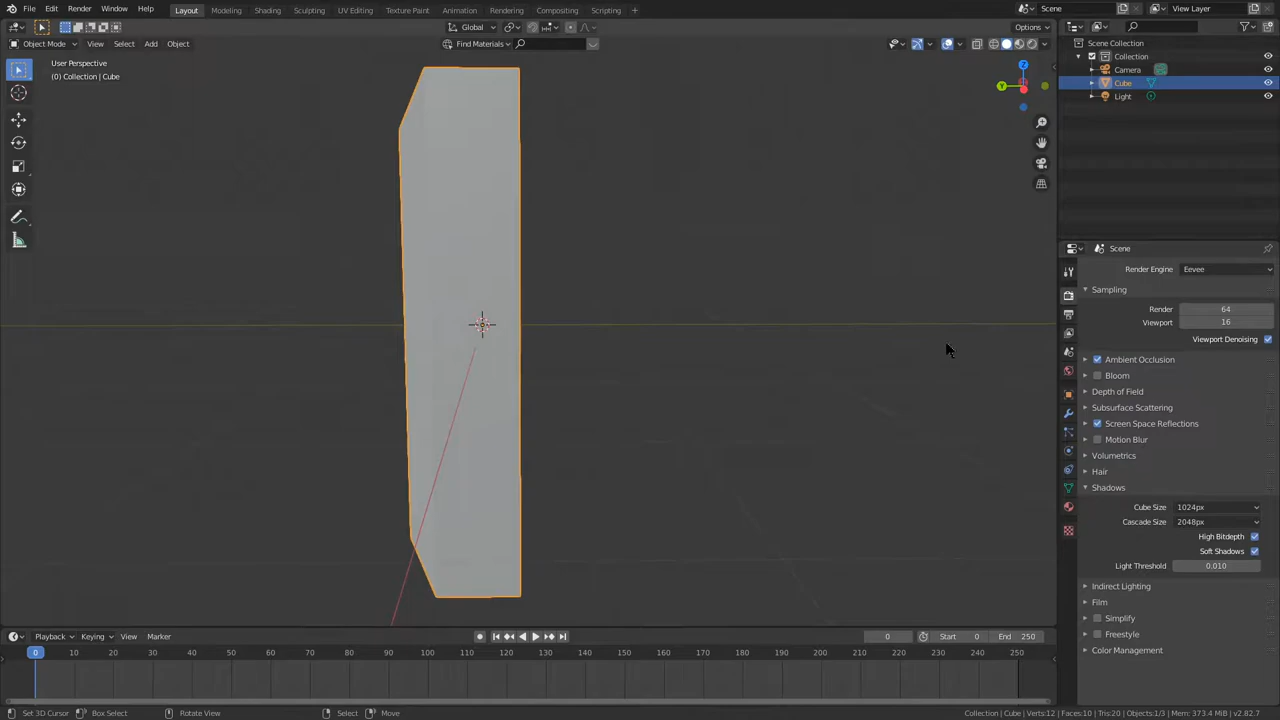 File Edit Render Window Help Layout Modeling Shading Sculpting UV Editing Texture Paint Animation Rendering Compositing Scripting + Scene View Layer
Global Options
Object Mode View Select Add Object Find Materials
User Perspective
(0) Collection | Cube
Z
Y
Scene Collection
Collection
Camera
Cube
Light
Scene
Render Engine Eevee
Sampling
Render 64
Viewport 16
Viewport Denoising
Ambient Occlusion
Bloom
Depth of Field
Subsurface Scattering
Screen Space Reflections
Motion Blur
Volumetrics
Hair
Shadows
Cube Size 1024px
Cascade Size 2048px
High Bitdepth
Soft Shadows
Light Threshold 0.010
Indirect Lighting
Film
Simplify
Freestyle
Color Management
Playback Keying View Marker 0 Start 0 End 250
0 10 20 30 40 50 60 70 80 90 100 110 120 130 140 150 160 170 180 190 200 210 220 230 240 250
Set 3D Cursor Box Select Rotate View Select Move Collection | Cube | Verts:12 | Faces:10 | Tris:20 | Objects:1/3 | Mem: 373.4 MiB | v2.82.7